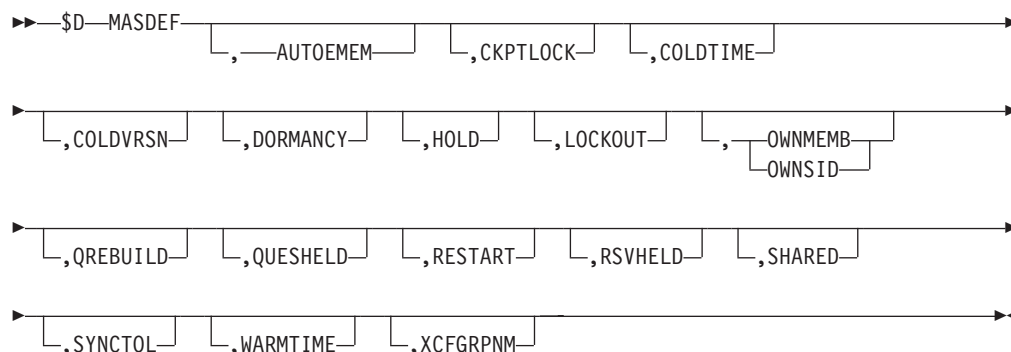 $D MASDEF , AUTOEMEM ,CKPTLOCK ,COLDTIME
,COLDVRSN ,DORMANCY ,HOLD ,LOCKOUT , OWNMEMB
OWNSID
,QREBUILD ,QUESHELD ,RESTART ,RSVHELD ,SHARED
,SYNCTOL ,WARMTIME ,XCFGRPNM